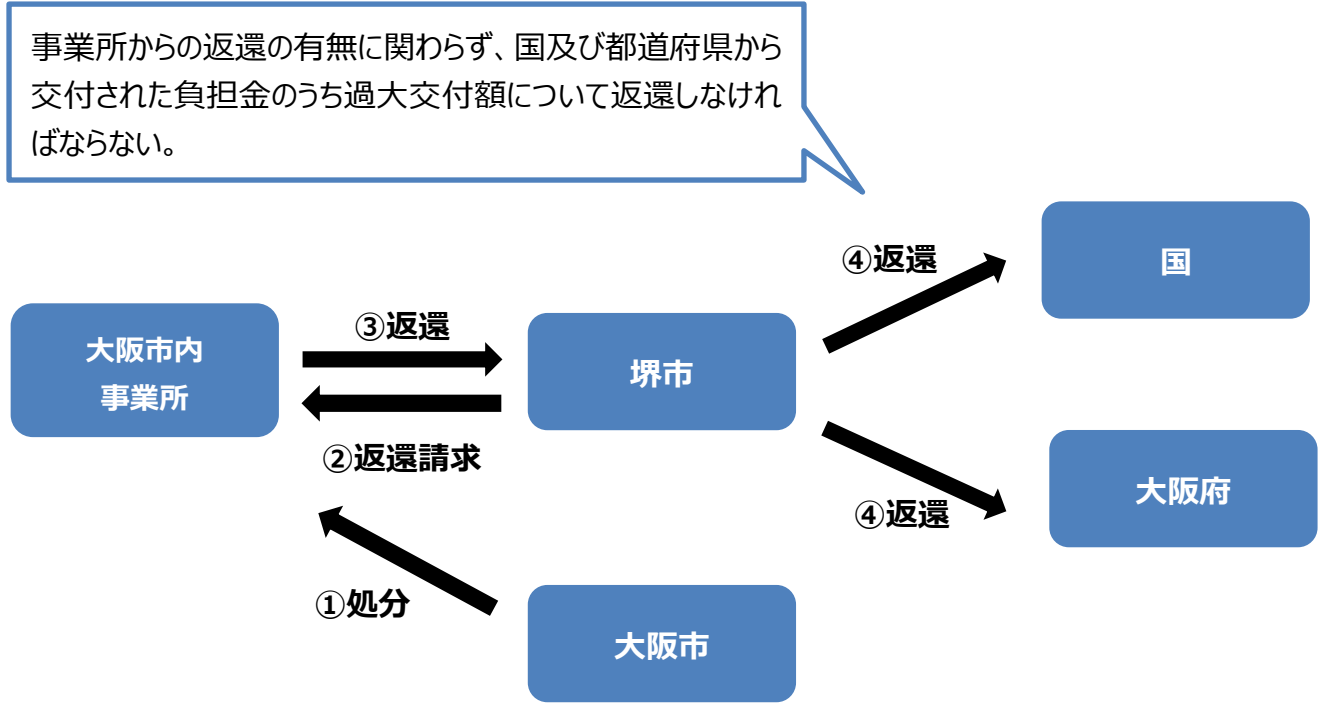 事業所からの返還の有無に関わらず、国及び都道府県から
交付された負担金のうち過大交付額について返還しなけれ
ばならない。
④返還
国
③返還
大阪市内
事業所
堺市
②返還請求
大阪府
④返還
①処分
大阪市